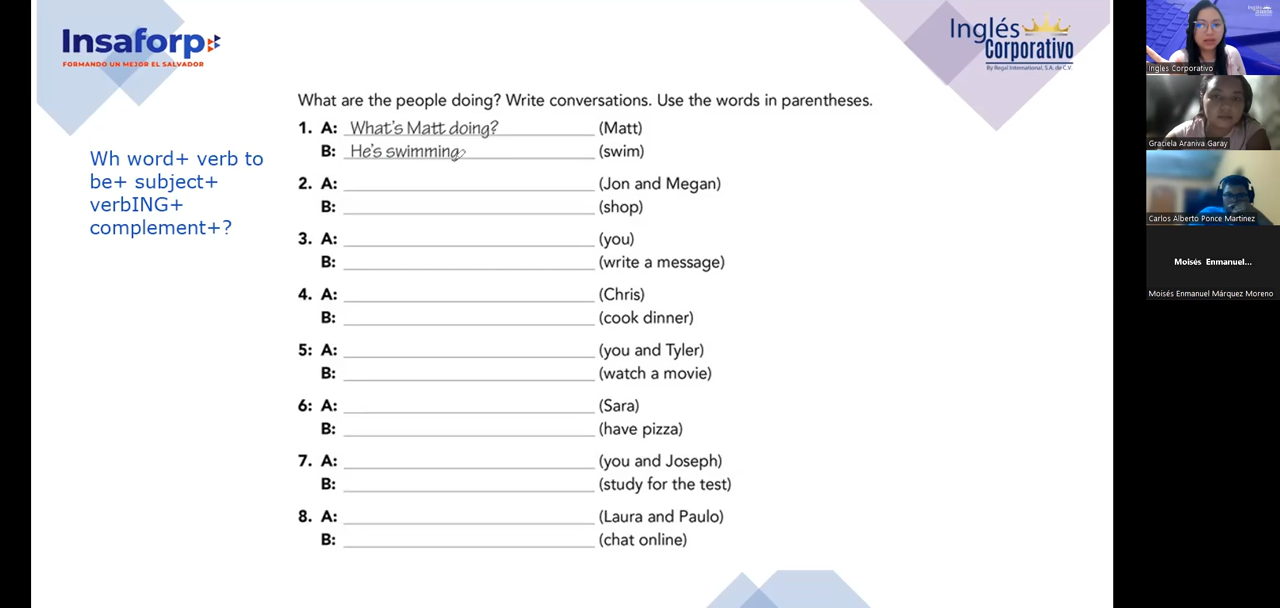 Insaforp
FORMANDO UN MEJOR EL SALVADOR
Inglés
Corporativo
By Regal International, S.A. de C.V.
What are the people doing? Write conversations. Use the words in parentheses.
1. A: What's Matt doing? (Matt)
B: He's swimming (swim)
2. A: (Jon and Megan)
B: (shop)
3. A: (you)
B: (write a message)
4. A: (Chris)
B: (cook dinner)
5: A: (you and Tyler)
B: (watch a movie)
6: A: (Sara)
B: (have pizza)
7. A: (you and Joseph)
B: (study for the test)
8. A: (Laura and Paulo)
B: (chat online)
Wh word+ verb to
be+ subject+
verbING+
complement+?
Ingles Corporativo
Graciela Araniva Garay
Carlos Alberto Ponce Martinez
Moisés Enmanuel...
Moisés Enmanuel Márquez Moreno